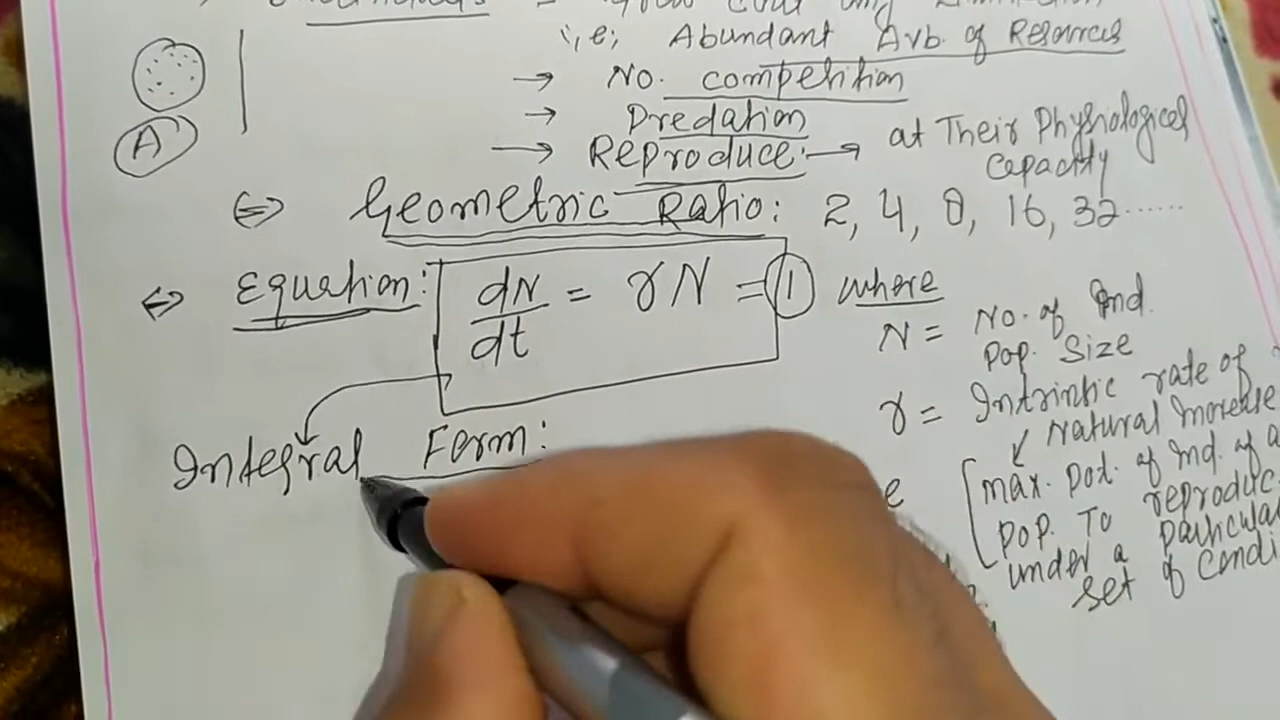 i,e; Abundant Avb. of Resources
→ No. competition
→ Predation
A → Reproduce:→ at Their Physiological Capacity
⇔ Geometric Ratio: 2, 4, 8, 16, 32......
⇔ Equation: dN/dt = rN = 1 where
N = No. of Ind.
Pop. Size
r = Intrinsic rate of
Natural Increase
max. pot. of ind. of a
pop. To reproduc
under a particular
set of Condi
Integral Form: